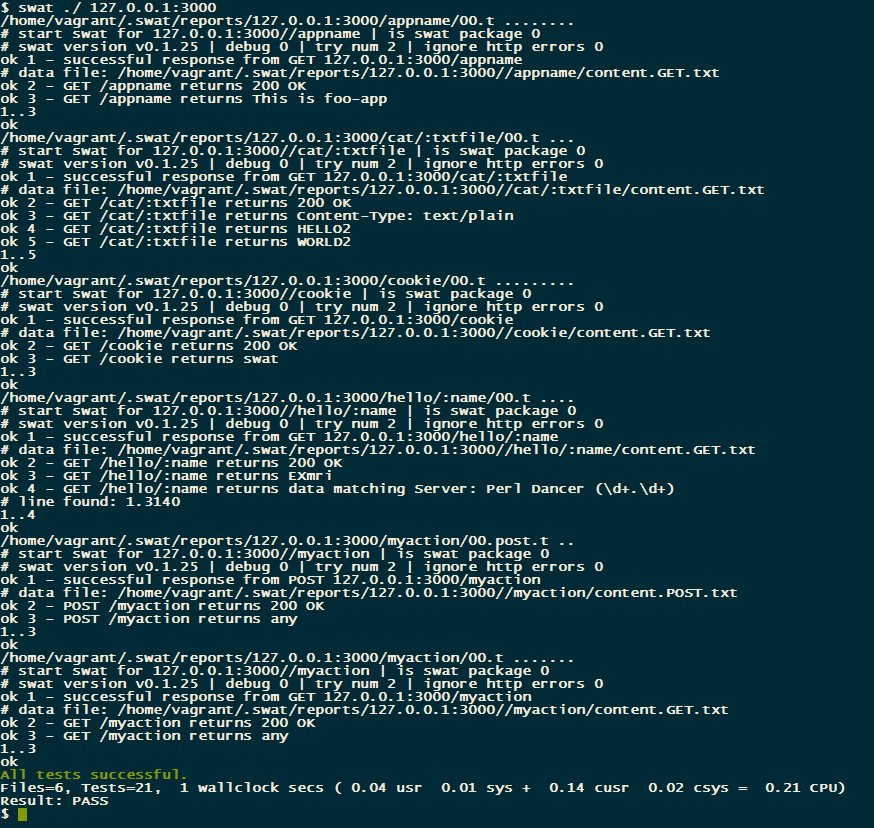 $ swat ./ 127.0.0.1:3000
/home/vagrant/.swat/reports/127.0.0.1:3000/appname/00.t ........
# start swat for 127.0.0.1:3000//appname | is swat package 0
# swat version v0.1.25 | debug 0 | try num 2 | ignore http errors 0
ok 1 - successful response from GET 127.0.0.1:3000/appname
# data file: /home/vagrant/.swat/reports/127.0.0.1:3000//appname/content.GET.txt
ok 2 - GET /appname returns 200 OK
ok 3 - GET /appname returns This is foo-app
1..3
ok
/home/vagrant/.swat/reports/127.0.0.1:3000/cat/:txtfile/00.t ...
# start swat for 127.0.0.1:3000//cat/:txtfile | is swat package 0
# swat version v0.1.25 | debug 0 | try num 2 | ignore http errors 0
ok 1 - successful response from GET 127.0.0.1:3000/cat/:txtfile
# data file: /home/vagrant/.swat/reports/127.0.0.1:3000//cat/:txtfile/content.GET.txt
ok 2 - GET /cat/:txtfile returns 200 OK
ok 3 - GET /cat/:txtfile returns Content-Type: text/plain
ok 4 - GET /cat/:txtfile returns HELLO2
ok 5 - GET /cat/:txtfile returns WORLD2
1..5
ok
/home/vagrant/.swat/reports/127.0.0.1:3000/cookie/00.t .........
# start swat for 127.0.0.1:3000//cookie | is swat package 0
# swat version v0.1.25 | debug 0 | try num 2 | ignore http errors 0
ok 1 - successful response from GET 127.0.0.1:3000/cookie
# data file: /home/vagrant/.swat/reports/127.0.0.1:3000//cookie/content.GET.txt
ok 2 - GET /cookie returns 200 OK
ok 3 - GET /cookie returns swat
1..3
ok
/home/vagrant/.swat/reports/127.0.0.1:3000/hello/:name/00.t ....
# start swat for 127.0.0.1:3000//hello/:name | is swat package 0
# swat version v0.1.25 | debug 0 | try num 2 | ignore http errors 0
ok 1 - successful response from GET 127.0.0.1:3000/hello/:name
# data file: /home/vagrant/.swat/reports/127.0.0.1:3000//hello/:name/content.GET.txt
ok 2 - GET /hello/:name returns 200 OK
ok 3 - GET /hello/:name returns EXmri
ok 4 - GET /hello/:name returns data matching Server: Perl Dancer (\d+.\d+)
# line found: 1.3140
1..4
ok
/home/vagrant/.swat/reports/127.0.0.1:3000/myaction/00.post.t ..
# start swat for 127.0.0.1:3000//myaction | is swat package 0
# swat version v0.1.25 | debug 0 | try num 2 | ignore http errors 0
ok 1 - successful response from POST 127.0.0.1:3000/myaction
# data file: /home/vagrant/.swat/reports/127.0.0.1:3000//myaction/content.POST.txt
ok 2 - POST /myaction returns 200 OK
ok 3 - POST /myaction returns any
1..3
ok
/home/vagrant/.swat/reports/127.0.0.1:3000/myaction/00.t .......
# start swat for 127.0.0.1:3000//myaction | is swat package 0
# swat version v0.1.25 | debug 0 | try num 2 | ignore http errors 0
ok 1 - successful response from GET 127.0.0.1:3000/myaction
# data file: /home/vagrant/.swat/reports/127.0.0.1:3000//myaction/content.GET.txt
ok 2 - GET /myaction returns 200 OK
ok 3 - GET /myaction returns any
1..3
ok
All tests successful.
Files=6, Tests=21,  1 wallclock secs ( 0.04 usr  0.01 sys +  0.14 cusr  0.02 csys =  0.21 CPU)
Result: PASS
$